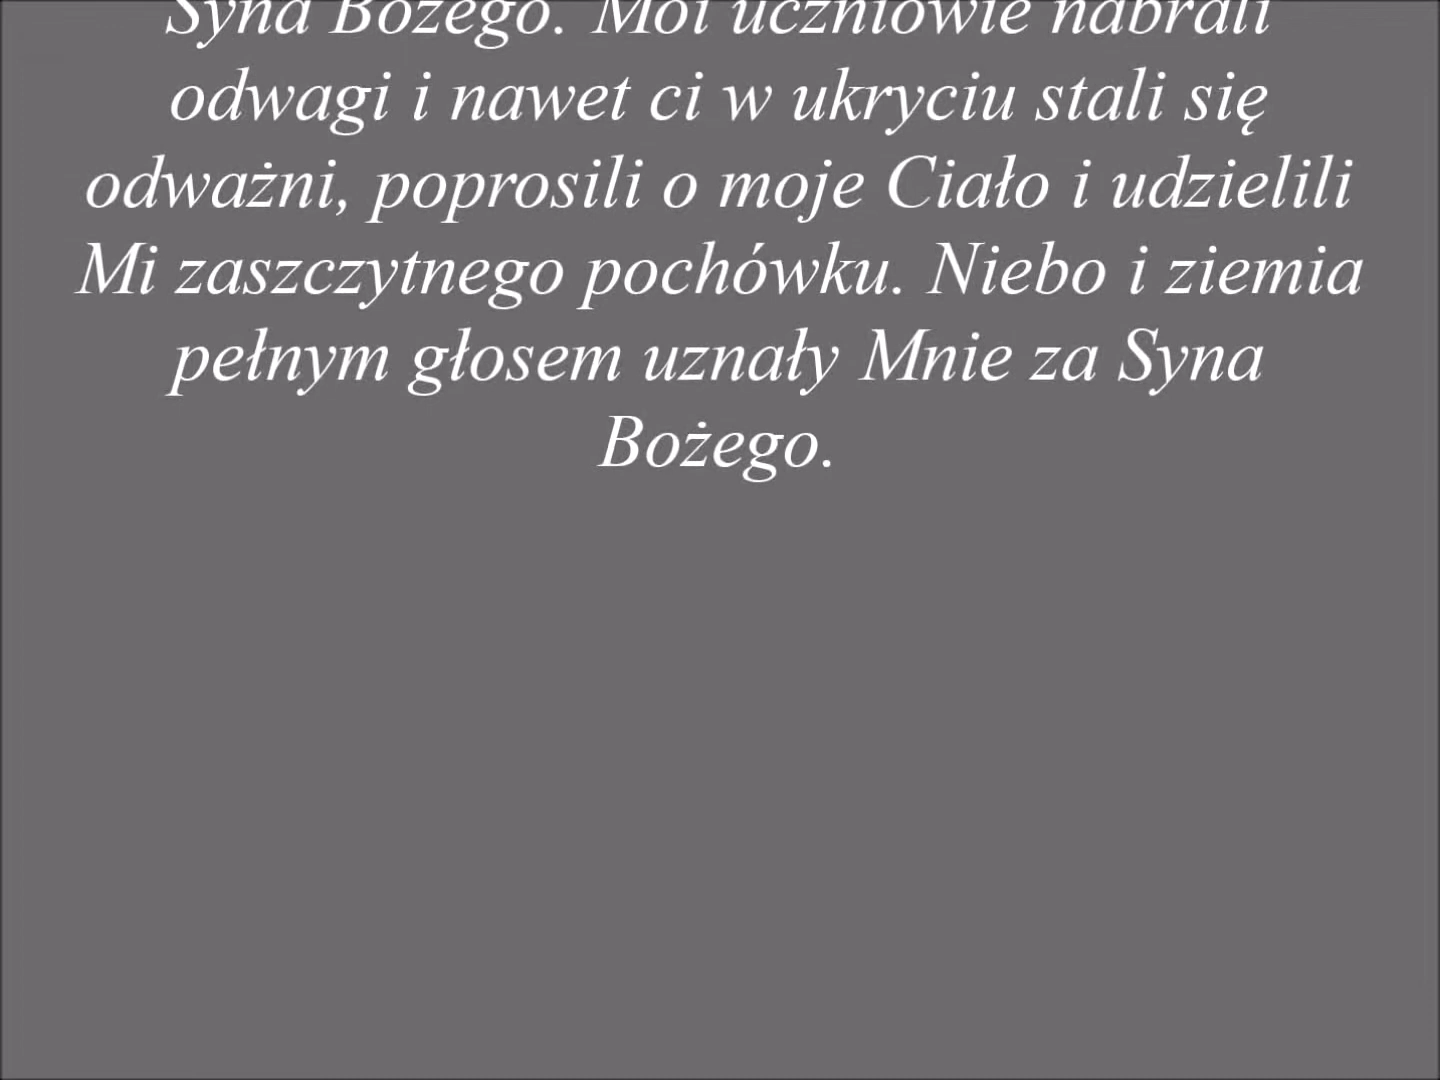 Syna Bożego. Moi uczniowie nabrali
odwagi i nawet ci w ukryciu stali się
odważni, poprosili o moje Ciało i udzielili
Mi zaszczytnego pochówku. Niebo i ziemia
pełnym głosem uznały Mnie za Syna
Bożego.